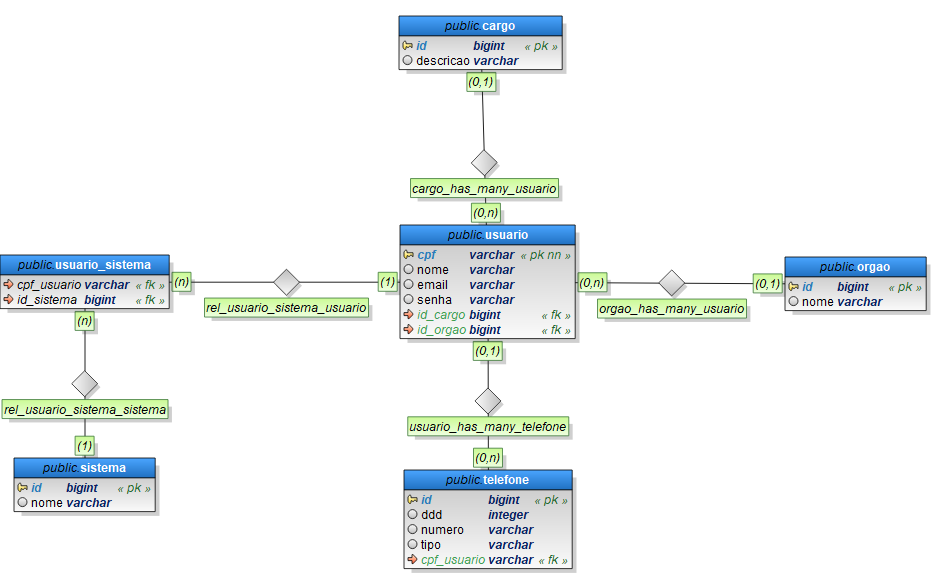 public.cargo
id bigint « pk »
descricao varchar
(0,1)
cargo_has_many_usuario
(0,n)
public.usuario
cpf varchar « pk nn »
nome varchar
email varchar
senha varchar
id_cargo bigint « fk »
id_orgao bigint « fk »
public.usuario_sistema
cpf_usuario varchar « fk »
id_sistema bigint « fk »
(n)
(1)
rel_usuario_sistema_usuario
(0,n)
(0,1)
orgao_has_many_usuario
public.orgao
id bigint « pk »
nome varchar
(n)
rel_usuario_sistema_sistema
(1)
public.sistema
id bigint « pk »
nome varchar
(0,1)
usuario_has_many_telefone
(0,n)
public.telefone
id bigint « pk »
ddd integer
numero varchar
tipo varchar
cpf_usuario varchar « fk »